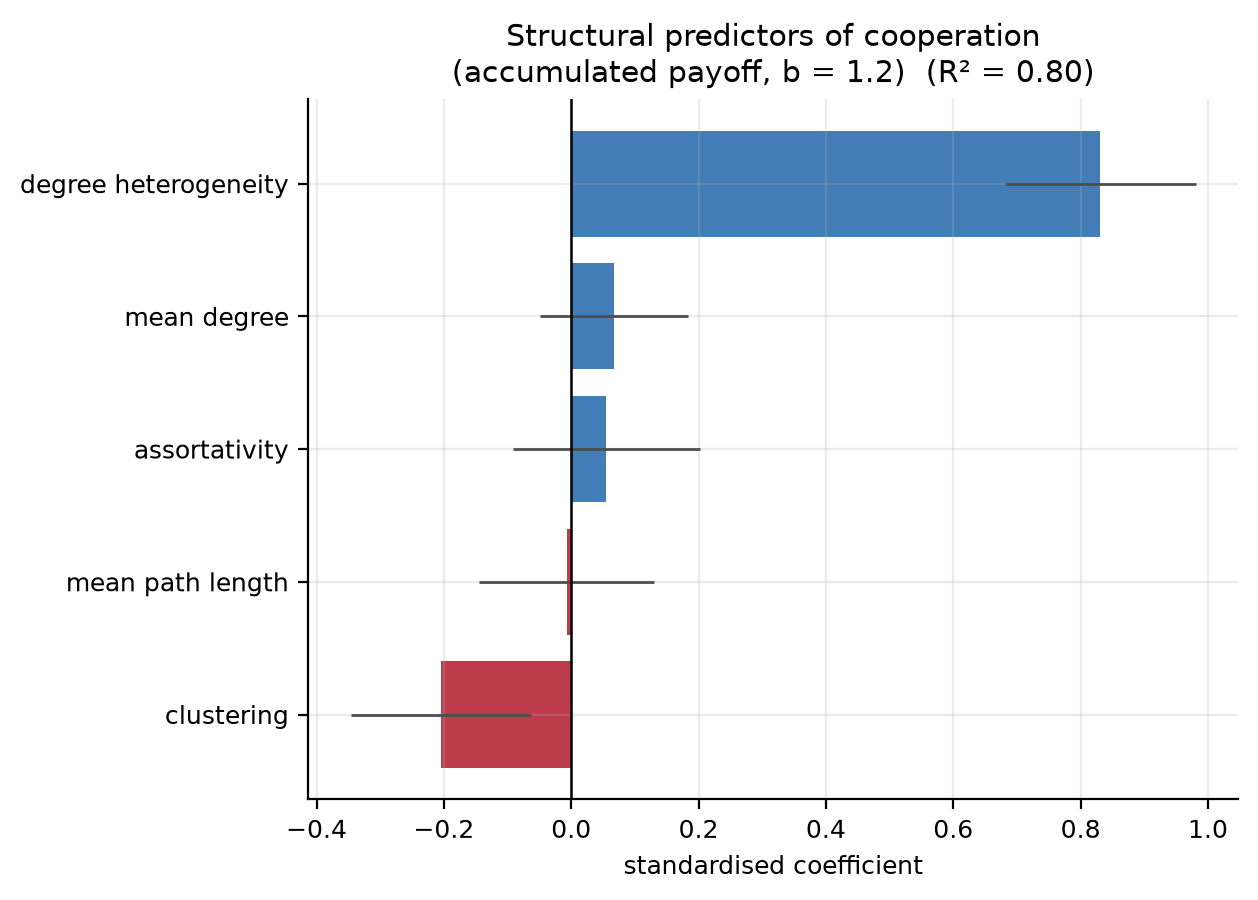 Structural predictors of cooperation
(accumulated payoff, b = 1.2)  (R² = 0.80)
degree heterogeneity
mean degree
assortativity
mean path length
clustering
−0.4 −0.2 0.0 0.2 0.4 0.6 0.8 1.0
standardised coefficient